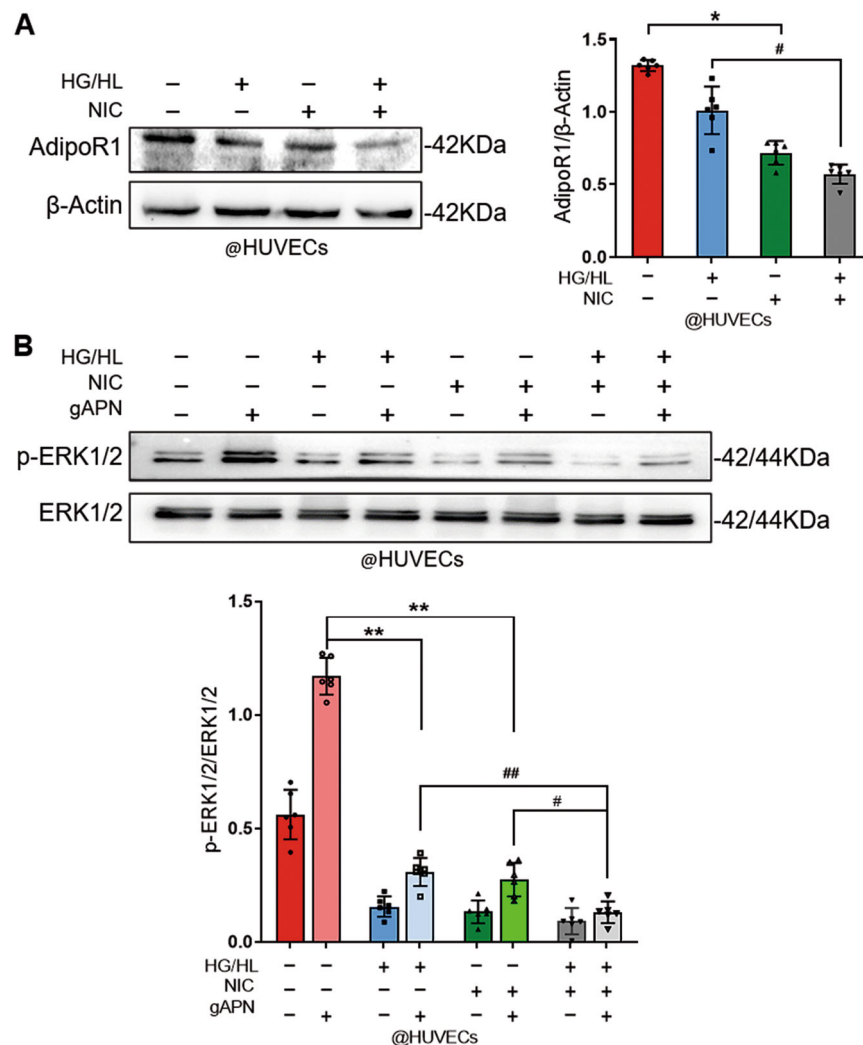 A
HG/HL − + − +
NIC − − + +
AdipoR1 -42KDa
β-Actin -42KDa
@HUVECs
AdipoR1/β-Actin
1.5
1.0
0.5
0.0
*
#
HG/HL − + − +
NIC − − + +
@HUVECs
B
HG/HL − − + + − − + +
NIC − − − − + + + +
gAPN − + − + − + − +
p-ERK1/2 -42/44KDa
ERK1/2 -42/44KDa
@HUVECs
p-ERK1/2/ERK1/2
1.5
1.0
0.5
0.0
**
**
##
#
HG/HL − − + + − − + +
NIC − − − − + + + +
gAPN − + − + − + − +
@HUVECs